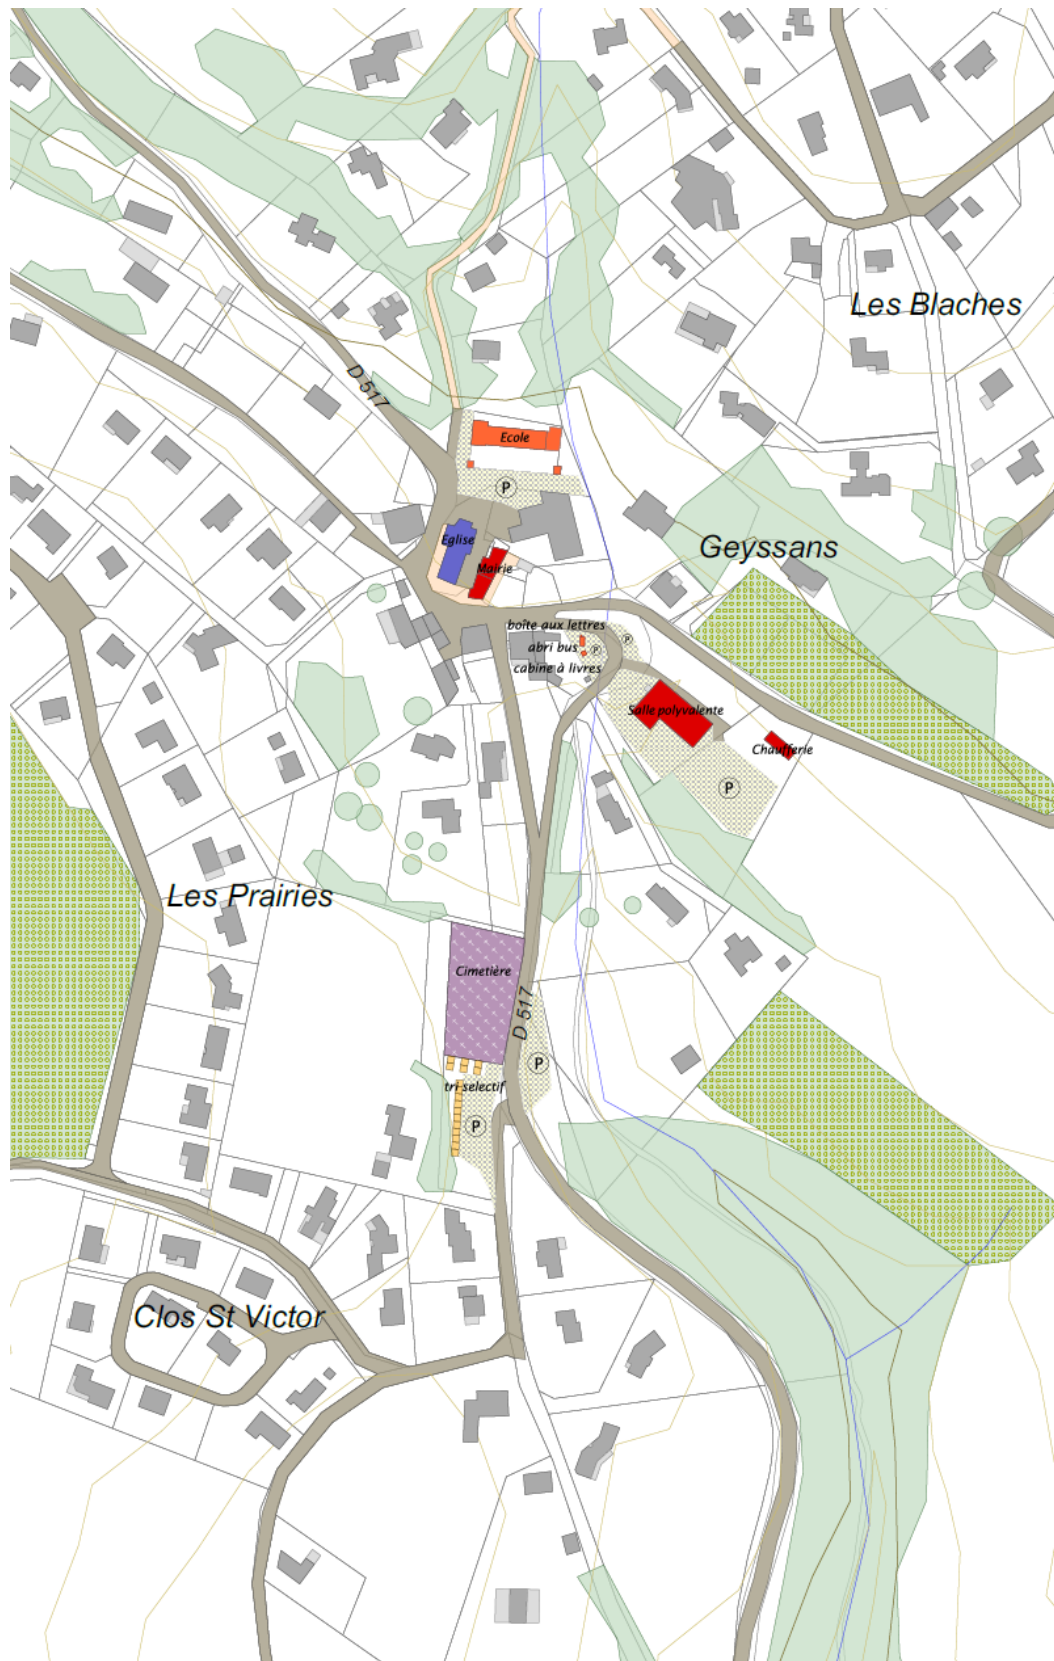 Les Blaches
D 517
Ecole
P
Eglise
Geyssans
Mairie
boîte aux lettres
P
abri bus
P
cabine à livres
Salle polyvalente
Chaufferie
P
Les Prairies
Cimetière
D 517
P
tri selectif
P
Clos St Victor